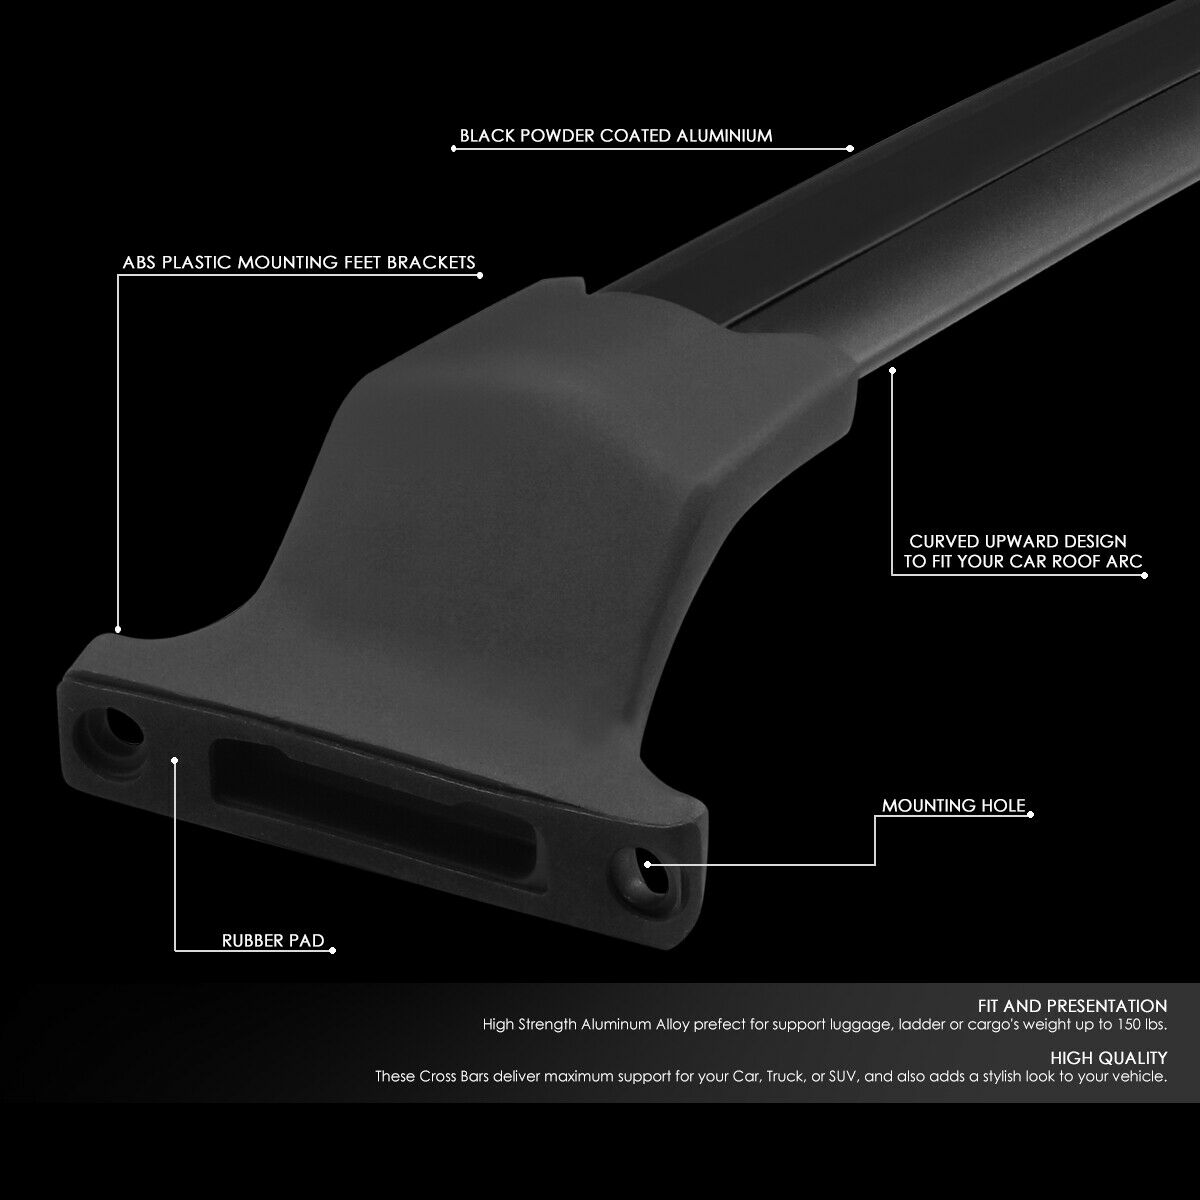 BLACK POWDER COATED ALUMINIUM
ABS PLASTIC MOUNTING FEET BRACKETS
CURVED UPWARD DESIGN
TO FIT YOUR CAR ROOF ARC
MOUNTING HOLE
RUBBER PAD
FIT AND PRESENTATION
High Strength Aluminum Alloy prefect for support luggage, ladder or cargo's weight up to 150 lbs.
HIGH QUALITY
These Cross Bars deliver maximum support for your Car, Truck, or SUV, and also adds a stylish look to your vehicle.